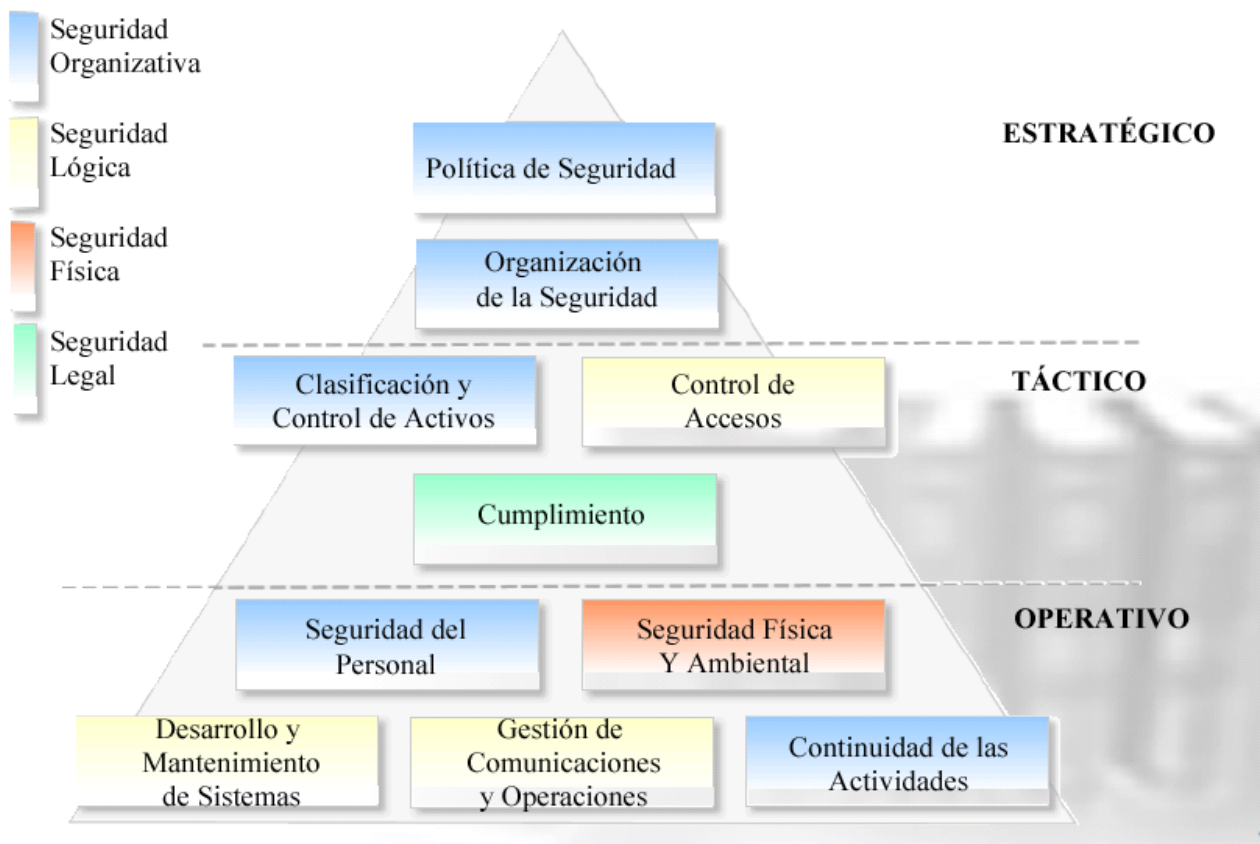 Seguridad
Organizativa
Seguridad
Lógica
Seguridad
Física
Seguridad
Legal
ESTRATÉGICO
Política de Seguridad
Organización
de la Seguridad
TÁCTICO
Clasificación y
Control de Activos
Control de
Accesos
Cumplimiento
OPERATIVO
Seguridad del
Personal
Seguridad Física
Y Ambiental
Desarrollo y
Mantenimiento
de Sistemas
Gestión de
Comunicaciones
y Operaciones
Continuidad de las
Actividades